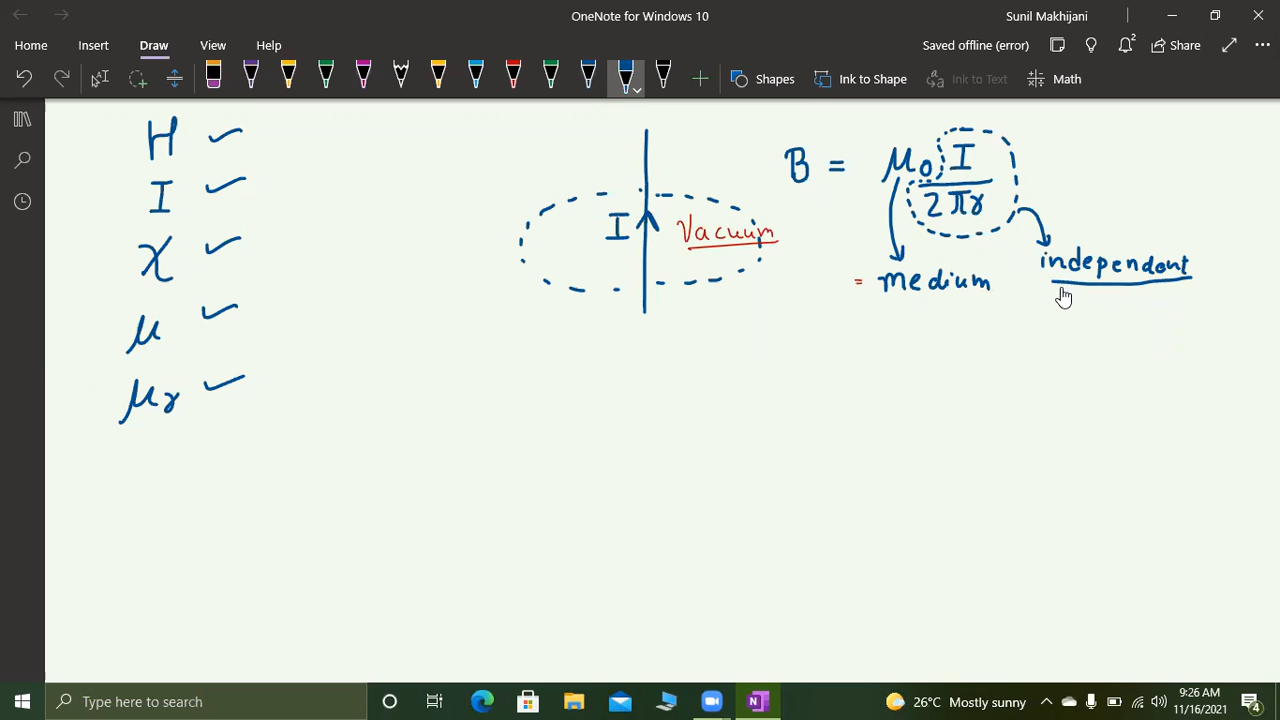 OneNote for Windows 10
Sunil Makhijani
Home Insert Draw View Help
Saved offline (error)
Share
Shapes
Ink to Shape
Ink to Text
Math
H ✓
I ✓
χ ✓
μ ✓
μr ✓
I
Vacuum
B = μ0 I
2πr
= medium
independent
Type here to search
26°C Mostly sunny
9:26 AM
11/16/2021
4